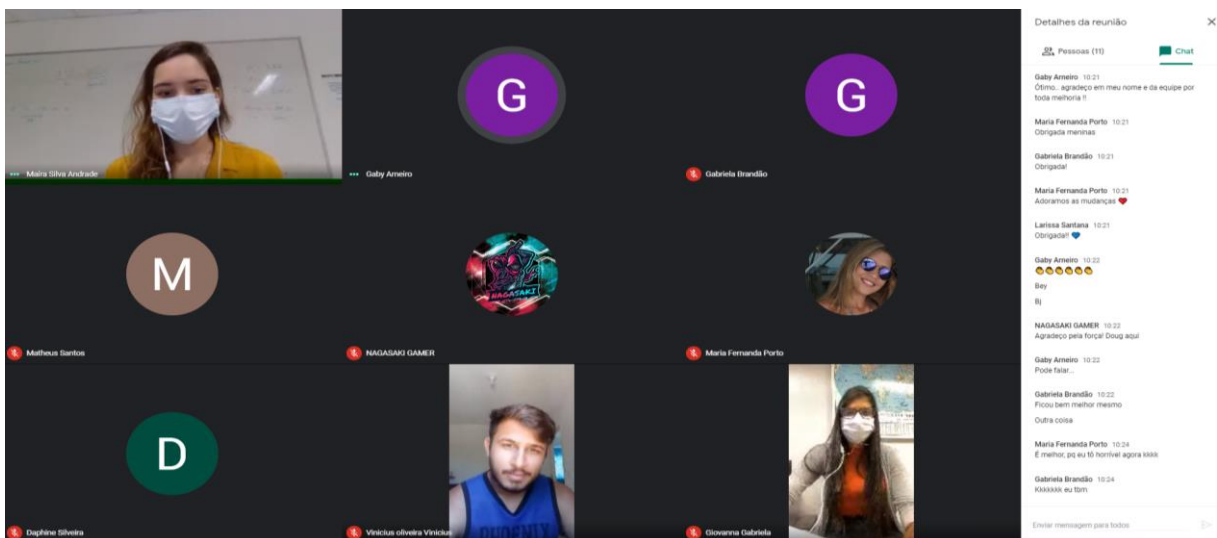 Maira Silva Andrade
G
Gaby Arneiro
G
Gabriela Brandão
M
Matheus Santos
NAGASAKI
NAGASAKI GAMER
Maria Fernanda Porto
D
Daphine Silveira
PHOENIX
Vinicius oliveira Vinicius
Giovanna Gabriela
Detalhes da reunião
Pessoas (11)
Chat
Gaby Arneiro 10:21
Ótimo.. agradeço em meu nome e da equipe por
toda melhoria !!
Maria Fernanda Porto 10:21
Obrigada meninas
Gabriela Brandão 10:21
Obrigada!
Maria Fernanda Porto 10:21
Adoramos as mudanças ❤️
Larissa Santana 10:21
Obrigada!! 💙
Gaby Arneiro 10:22
👏👏👏👏👏👏
Bey
Bj
NAGASAKI GAMER 10:22
Agradeço pela força! Doug aqui
Gaby Arneiro 10:22
Pode falar...
Gabriela Brandão 10:22
Ficou bem melhor mesmo
Outra coisa
Maria Fernanda Porto 10:24
É melhor, pq eu tô horrível agora kkkk
Gabriela Brandão 10:24
Kkkkkkk eu tbm
Enviar mensagem para todos